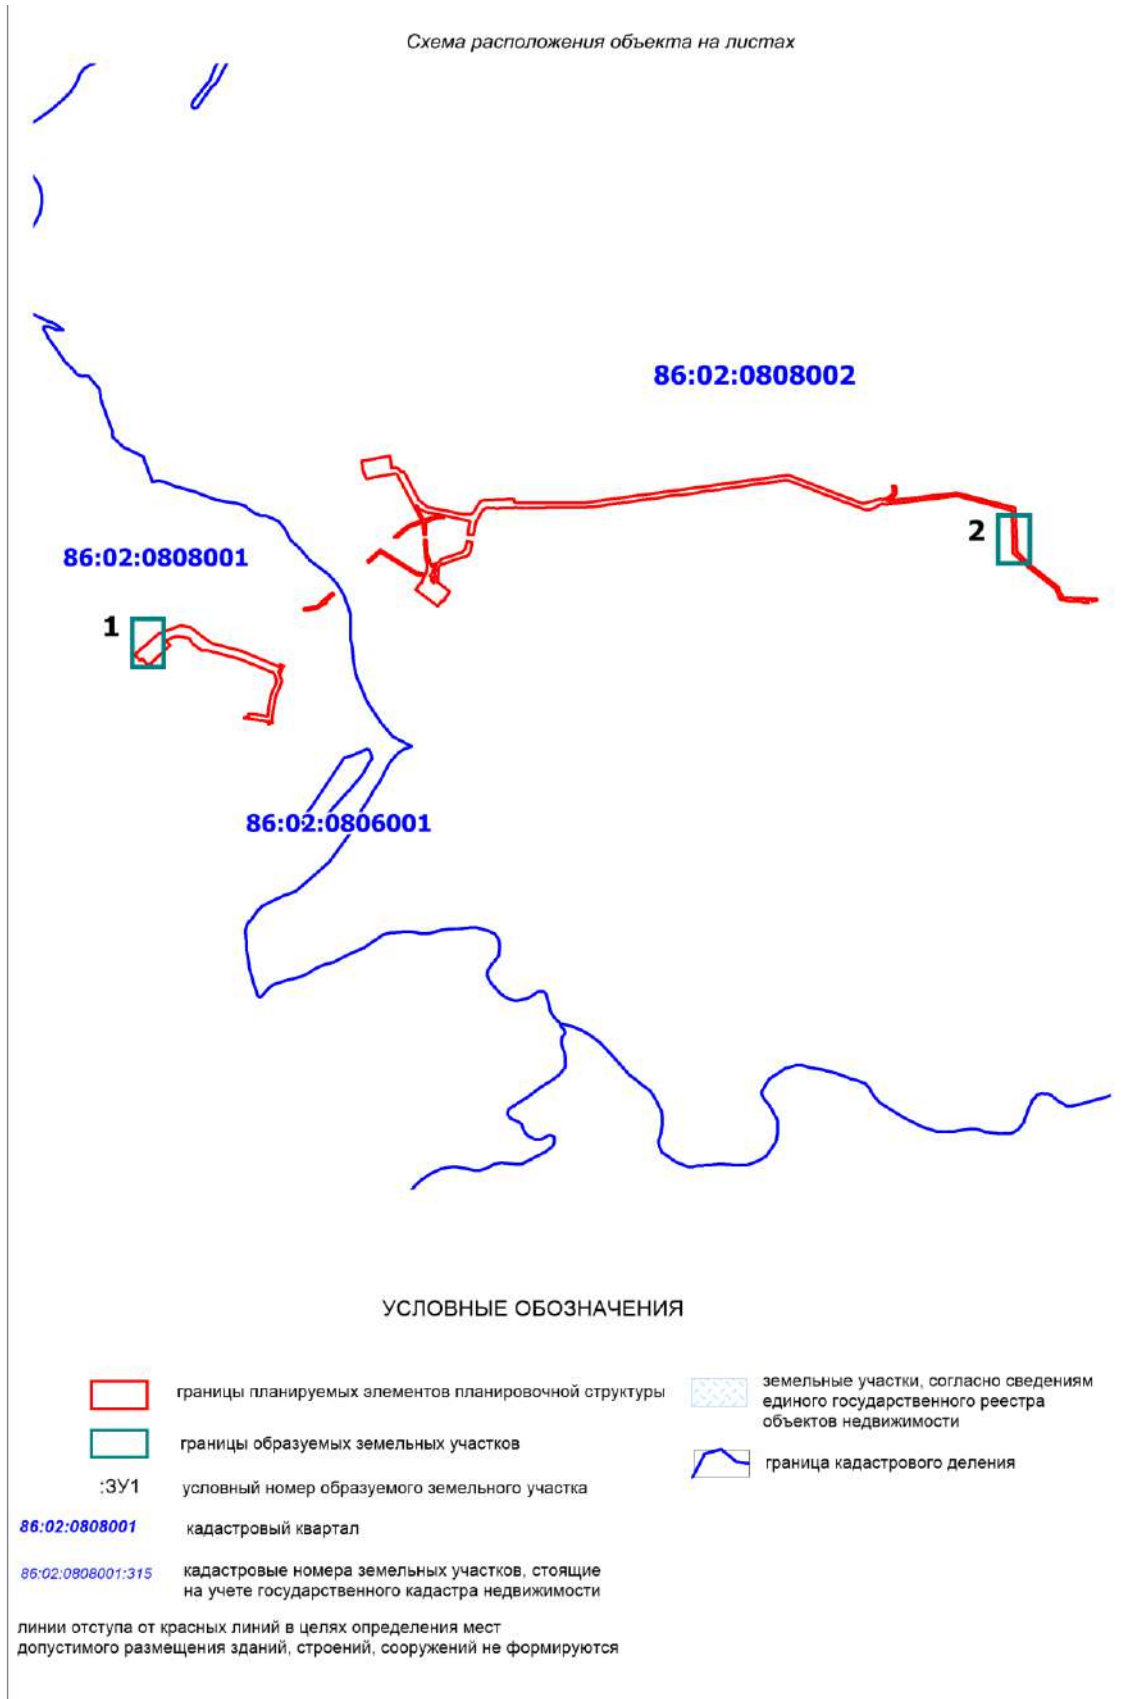 Схема расположения объекта на листах
86:02:0808002
2
86:02:0808001
1
86:02:0806001
УСЛОВНЫЕ ОБОЗНАЧЕНИЯ
границы планируемых элементов планировочной структуры
границы образуемых земельных участков
:ЗУ1 условный номер образуемого земельного участка
86:02:0808001 кадастровый квартал
86:02:0808001:315 кадастровые номера земельных участков, стоящие
на учете государственного кадастра недвижимости
земельные участки, согласно сведениям
единого государственного реестра
объектов недвижимости
граница кадастрового деления
линии отступа от красных линий в целях определения мест
допустимого размещения зданий, строений, сооружений не формируются